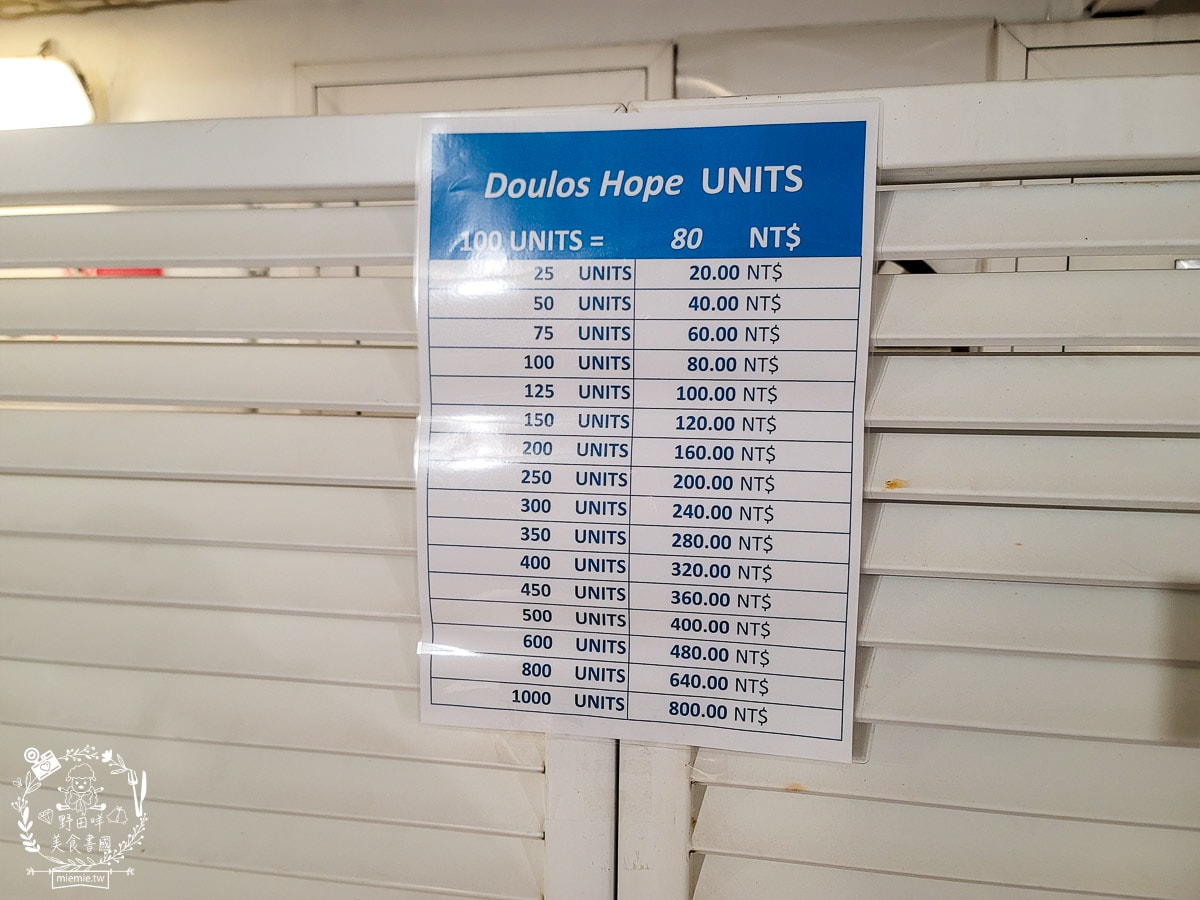 Doulos Hope UNITS
100 UNITS = 80 NT$
25 UNITS 20.00 NT$
50 UNITS 40.00 NT$
75 UNITS 60.00 NT$
100 UNITS 80.00 NT$
125 UNITS 100.00 NT$
150 UNITS 120.00 NT$
200 UNITS 160.00 NT$
250 UNITS 200.00 NT$
300 UNITS 240.00 NT$
350 UNITS 280.00 NT$
400 UNITS 320.00 NT$
450 UNITS 360.00 NT$
500 UNITS 400.00 NT$
600 UNITS 480.00 NT$
800 UNITS 640.00 NT$
1000 UNITS 800.00 NT$
野田咩
美食書國
miemie.tw